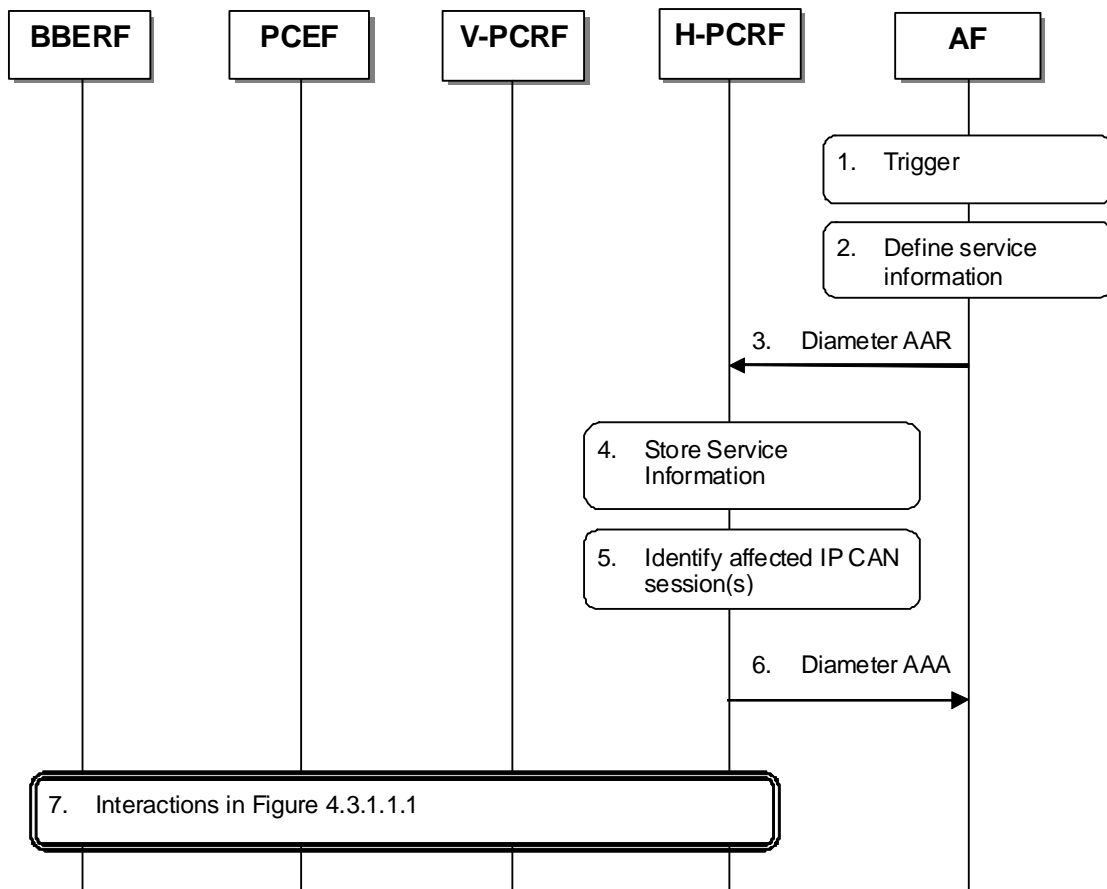 BBERF
PCEF
V-PCRF
H-PCRF
AF
1. Trigger
2. Define service
information
3. Diameter AAR
4. Store Service
Information
5. Identify affected IP CAN
session(s)
6. Diameter AAA
7. Interactions in Figure 4.3.1.1.1